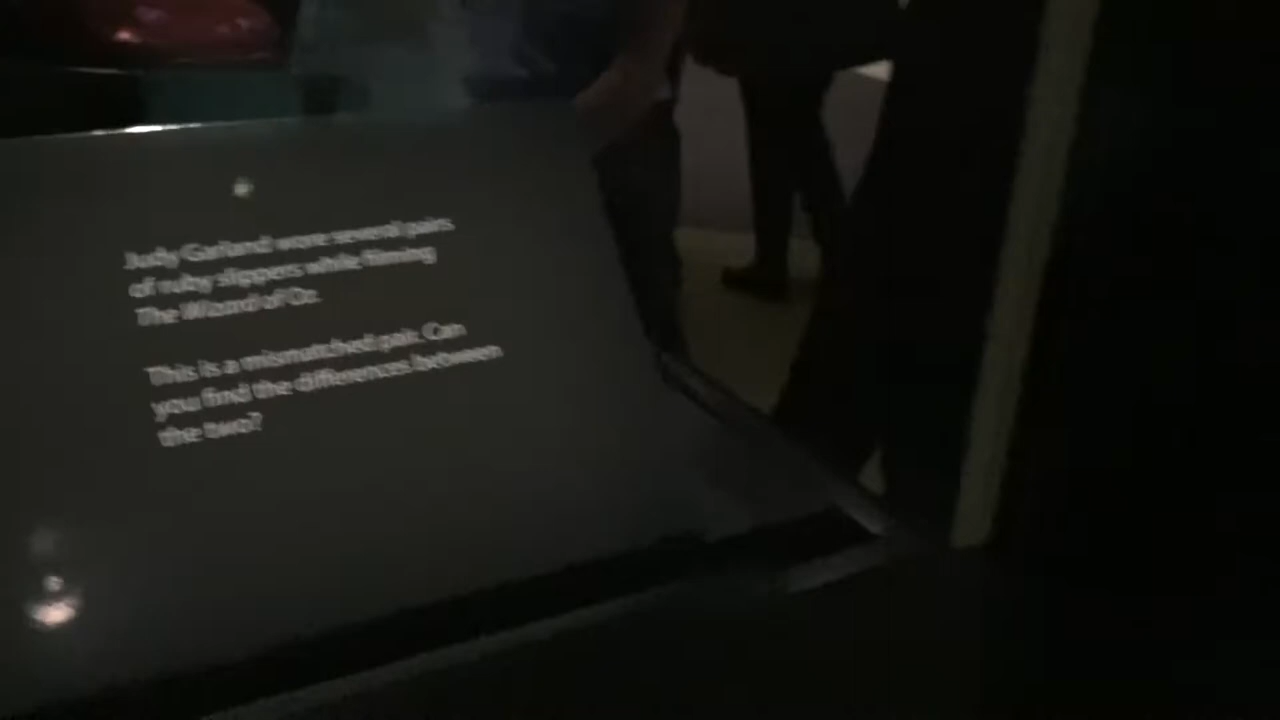 Judy Garland wore several pairs
of ruby slippers while filming
The Wizard of Oz.
This is a mismatched pair. Can
you find the differences between
the two?